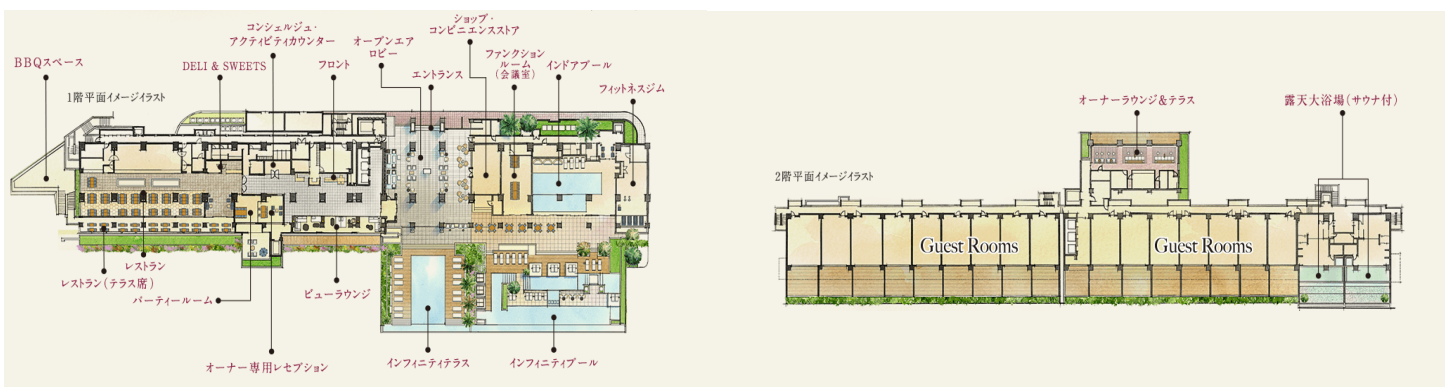 BBQスペース
1階平面イメージイラスト
DELI & SWEETS
コンシェルジュ・
アクティビティカウンター
フロント
オープンエア
ロビー
エントランス
ショップ・
コンビニエンスストア
ファンクション
ルーム
(会議室)
インドアプール
フィットネスジム
レストラン
レストラン(テラス席)
パーティールーム
オーナー専用レセプション
ビューラウンジ
インフィニティテラス
インフィニティプール
2階平面イメージイラスト
オーナーラウンジ&テラス
露天大浴場(サウナ付)
Guest Rooms
Guest Rooms